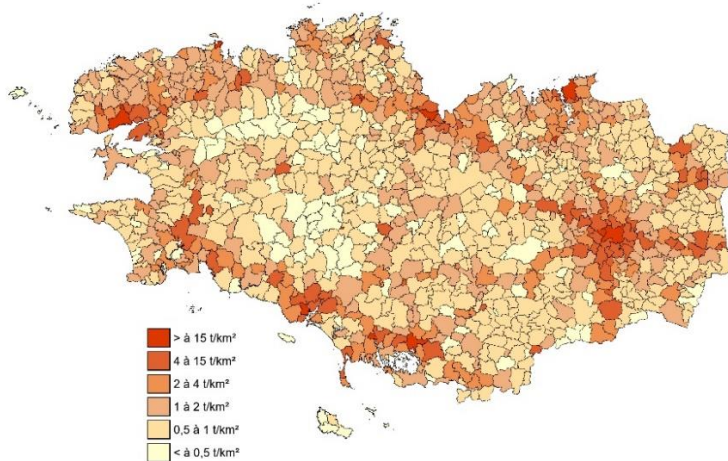 > à 15 t/km²
4 à 15 t/km²
2 à 4 t/km²
1 à 2 t/km²
0,5 à 1 t/km²
< à 0,5 t/km²